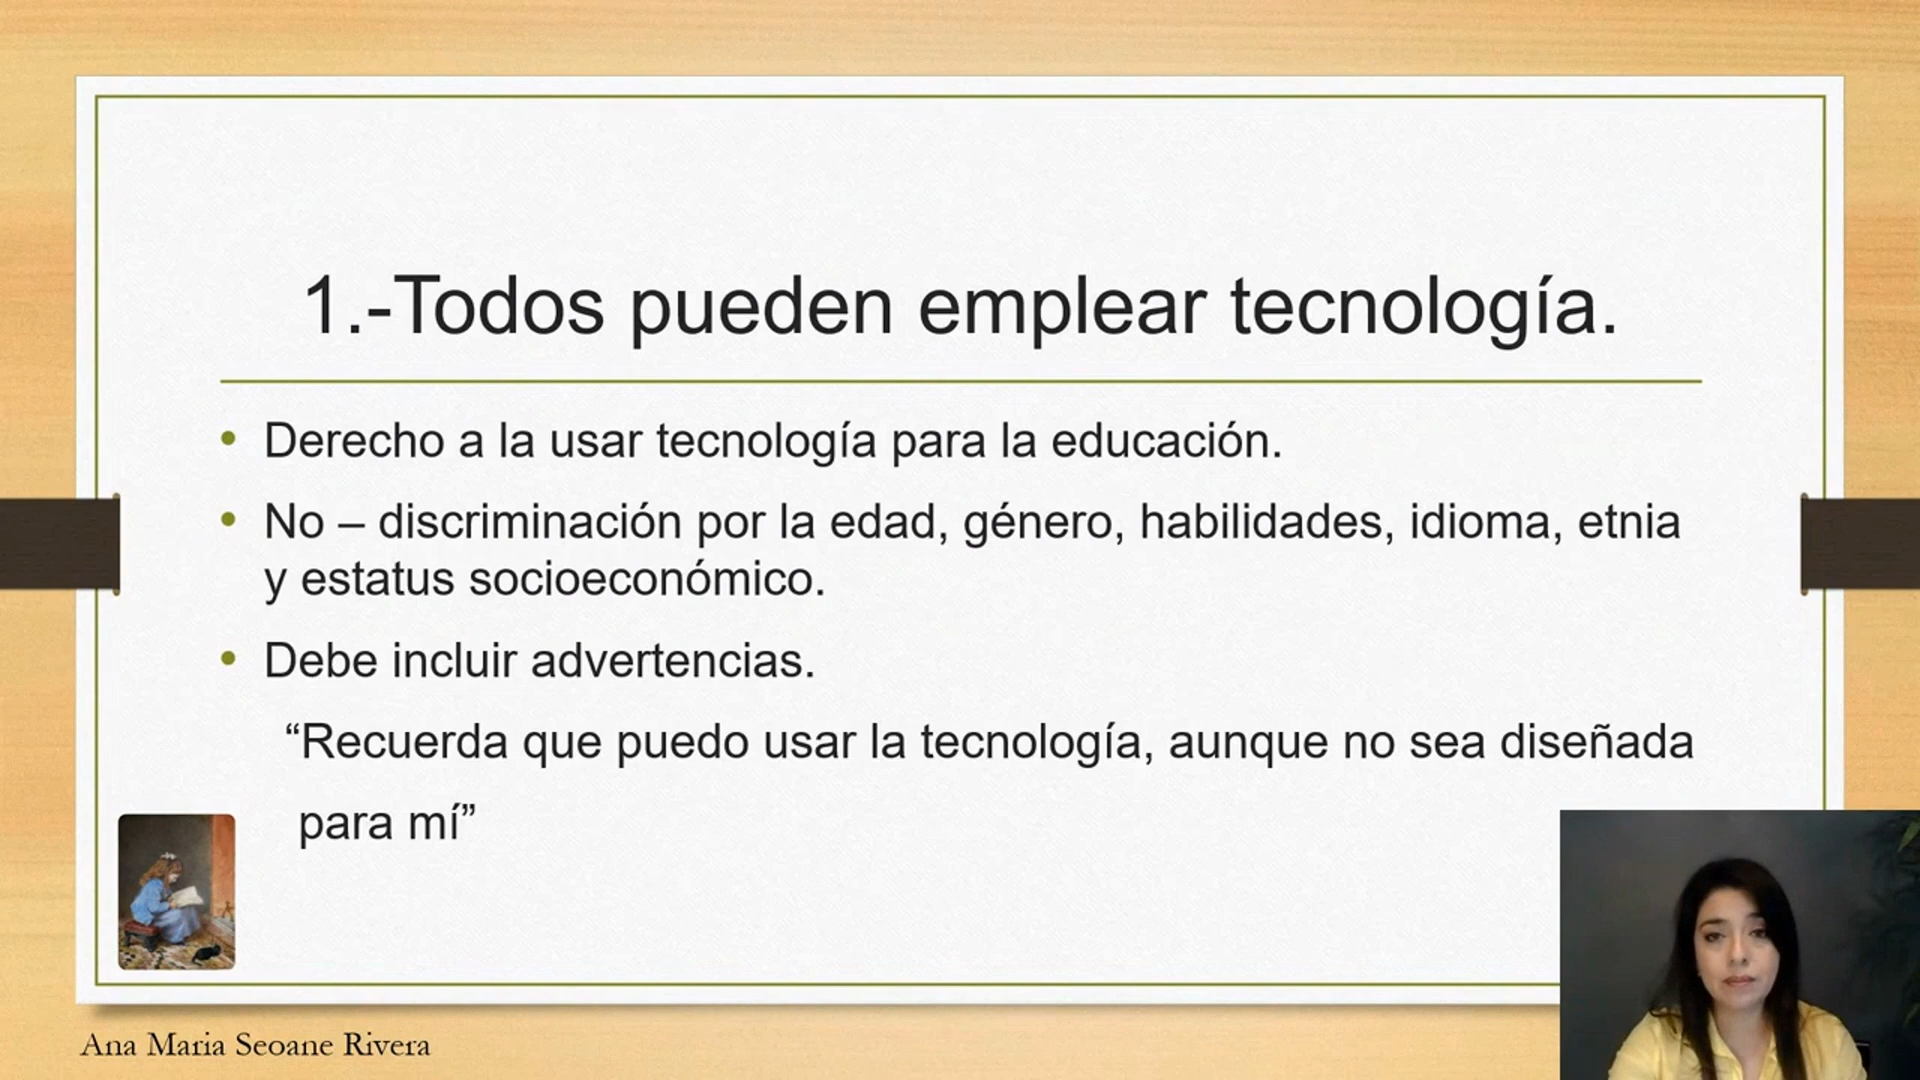 1.-Todos pueden emplear tecnología.
• Derecho a la usar tecnología para la educación.
• No – discriminación por la edad, género, habilidades, idioma, etnia
y estatus socioeconómico.
• Debe incluir advertencias.
“Recuerda que puedo usar la tecnología, aunque no sea diseñada
para mí”
Ana Maria Seoane Rivera